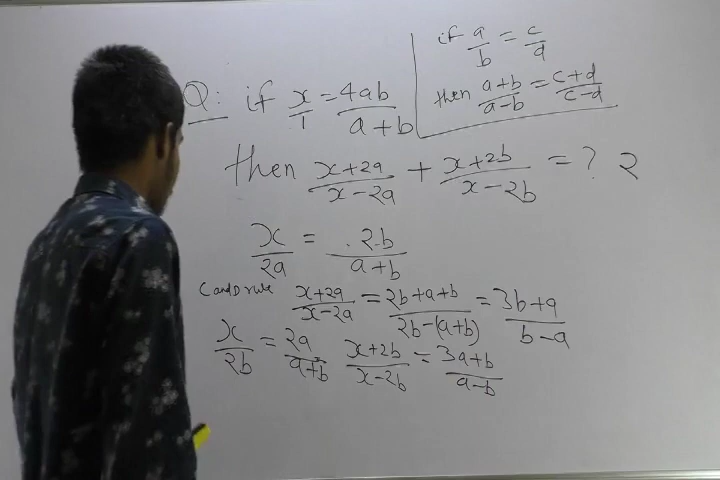 Q: if x/1 = 4ab/a+b
if a/b = c/d
then a+b/a-b = c+d/c-d
then x+2a/x-2a + x+2b/x-2b = ? 2
x/2a = 2b/a+b
C and D rule x+2a/x-2a = 2b+a+b/2b-(a+b) = 3b+a/b-a
x/2b = 2a/a+b x+2b/x-2b = 3a+b/a-b